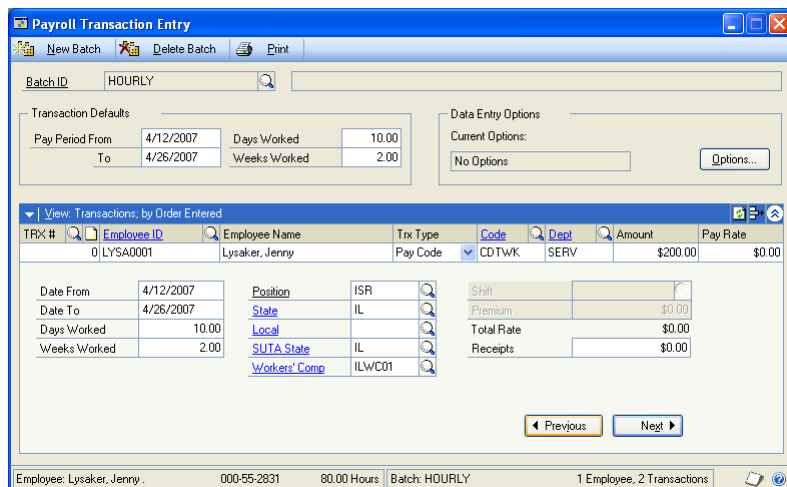 Payroll Transaction Entry
New Batch Delete Batch Print
Batch ID HOURLY
Transaction Defaults Data Entry Options
Pay Period From 4/12/2007 Days Worked 10.00 Current Options:
To 4/26/2007 Weeks Worked 2.00 No Options Options...
View: Transactions; by Order Entered
TRX # Employee ID Employee Name Trx Type Code Dept Amount Pay Rate
0 LYSA0001 Lysaker, Jenny Pay Code CDTWK SERV $200.00 $0.00
Date From 4/12/2007 Position ISR Shift
Date To 4/26/2007 State IL Premium $0.00
Days Worked 10.00 Local Total Rate $0.00
Weeks Worked 2.00 SUTA State IL Receipts $0.00
Workers' Comp ILWC01
Previous Next
Employee: Lysaker, Jenny . 000-55-2831 80.00 Hours Batch: HOURLY 1 Employee, 2 Transactions